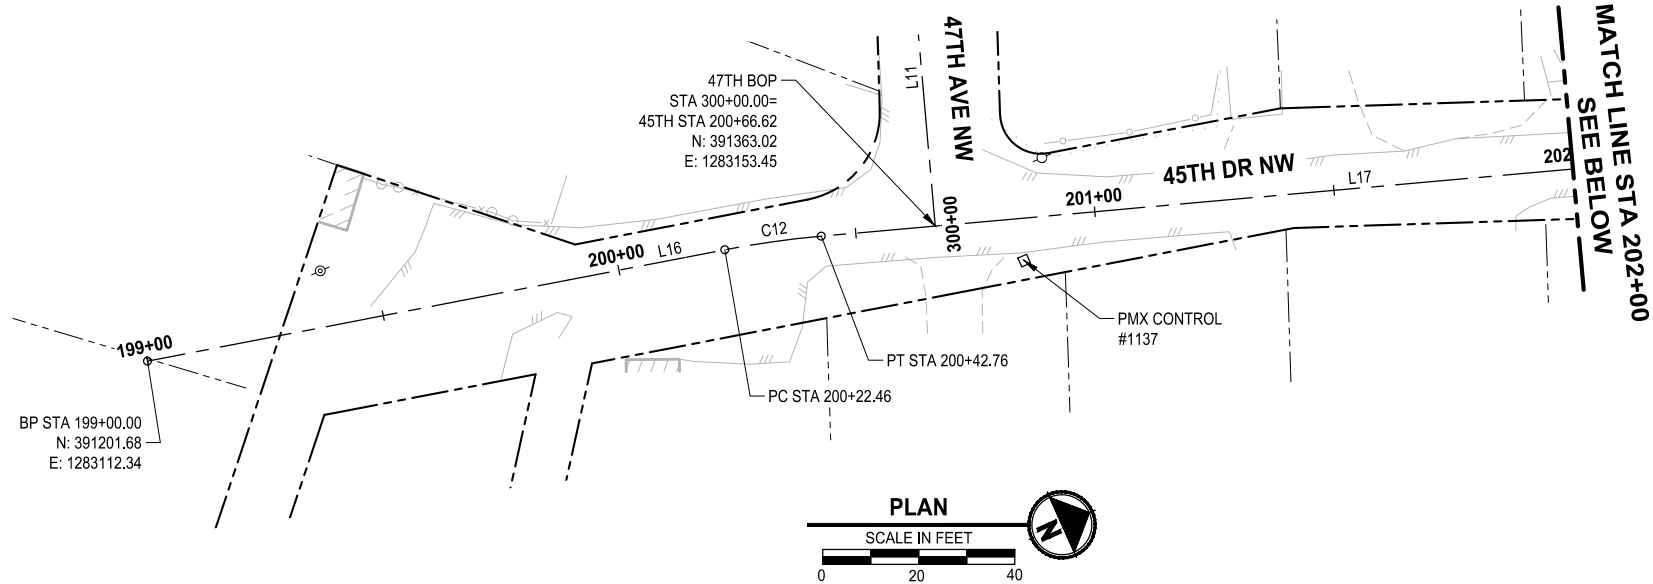 47TH BOP
STA 300+00.00=
45TH STA 200+66.62
N: 391363.02
E: 1283153.45
L11
47TH AVE NW
MATCH LINE STA 202+00
SEE BELOW
45TH DR NW
202
L17
201+00
300+00
C12
L16
200+00
199+00
PMX CONTROL
#1137
PT STA 200+42.76
PC STA 200+22.46
BP STA 199+00.00
N: 391201.68
E: 1283112.34
PLAN
SCALE IN FEET
0 20 40
N